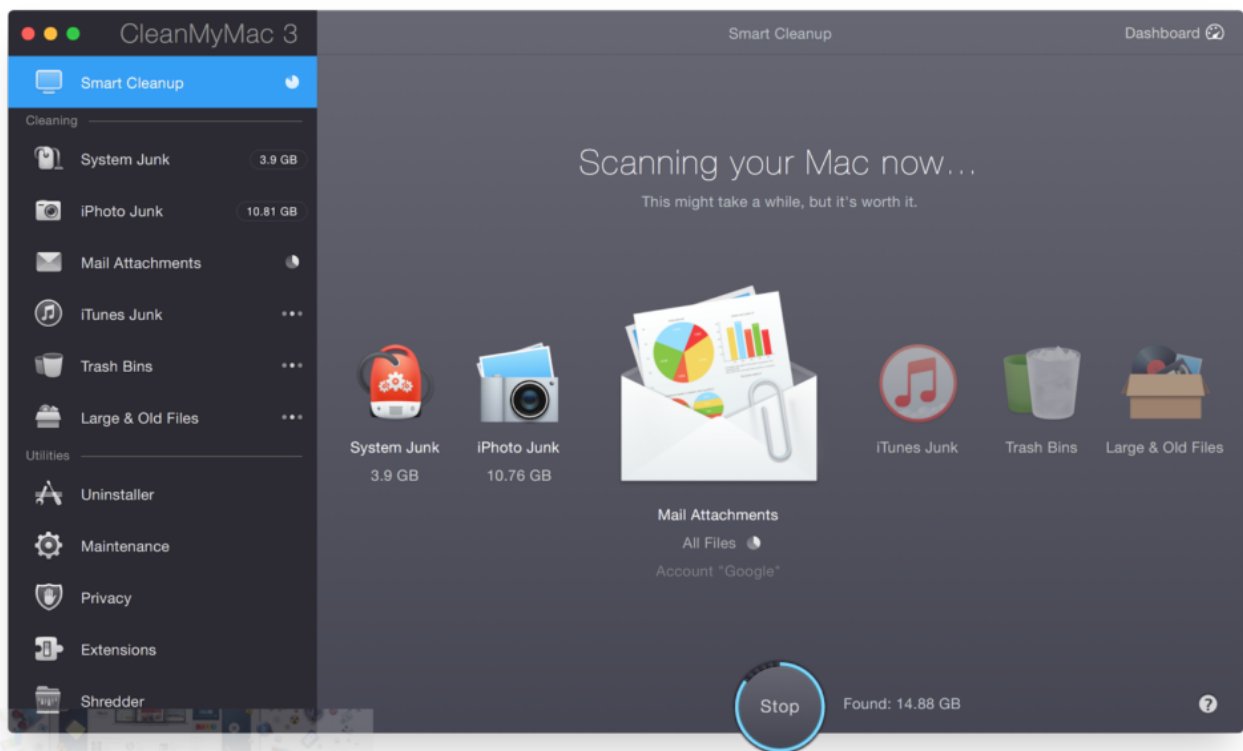 CleanMyMac 3
Smart Cleanup
Dashboard
Smart Cleanup
Cleaning
System Junk 3.9 GB
iPhoto Junk 10.81 GB
Mail Attachments
iTunes Junk
Trash Bins
Large & Old Files
Utilities
Uninstaller
Maintenance
Privacy
Extensions
Shredder
Scanning your Mac now...
This might take a while, but it's worth it.
System Junk
3.9 GB
iPhoto Junk
10.76 GB
Mail Attachments
All Files
Account "Google"
iTunes Junk
Trash Bins
Large & Old Files
Stop
Found: 14.88 GB
?